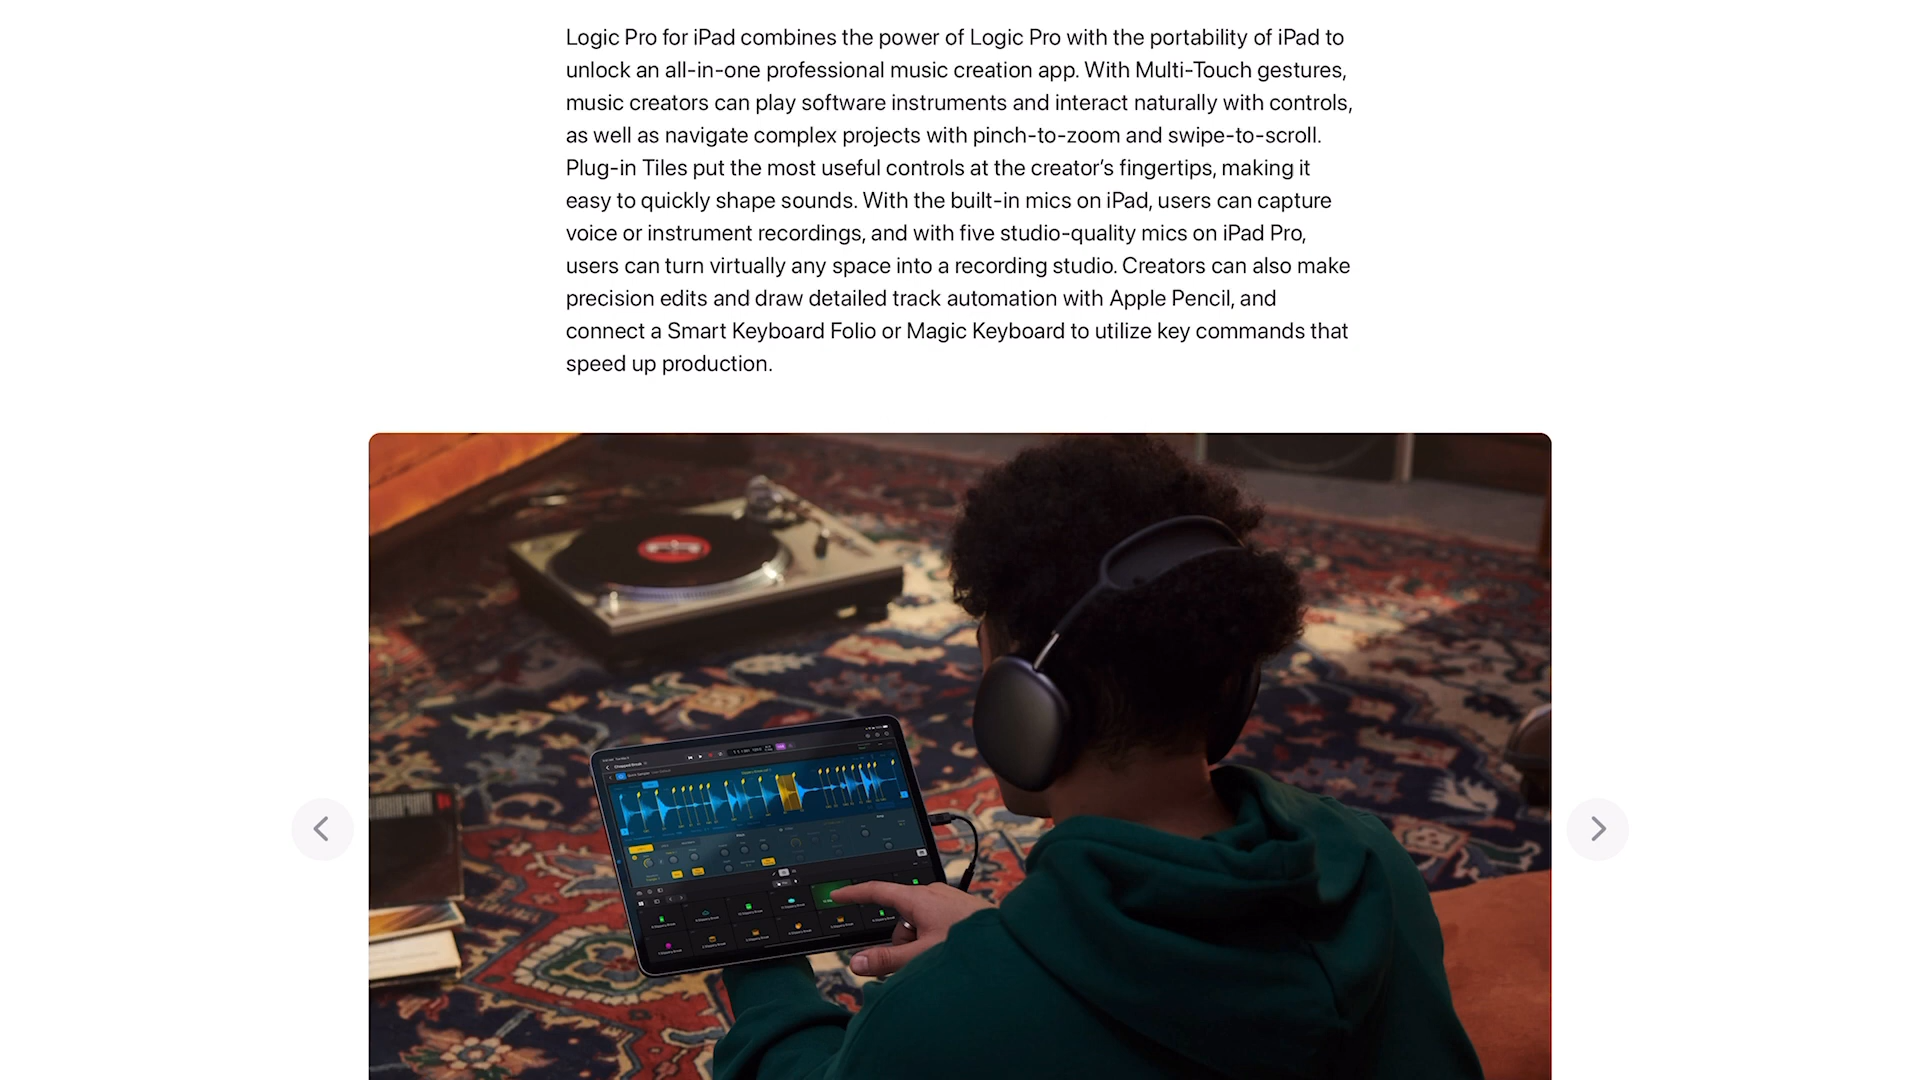 Logic Pro for iPad combines the power of Logic Pro with the portability of iPad to
unlock an all-in-one professional music creation app. With Multi-Touch gestures,
music creators can play software instruments and interact naturally with controls,
as well as navigate complex projects with pinch-to-zoom and swipe-to-scroll.
Plug-in Tiles put the most useful controls at the creator’s fingertips, making it
easy to quickly shape sounds. With the built-in mics on iPad, users can capture
voice or instrument recordings, and with five studio-quality mics on iPad Pro,
users can turn virtually any space into a recording studio. Creators can also make
precision edits and draw detailed track automation with Apple Pencil, and
connect a Smart Keyboard Folio or Magic Keyboard to utilize key commands that
speed up production.